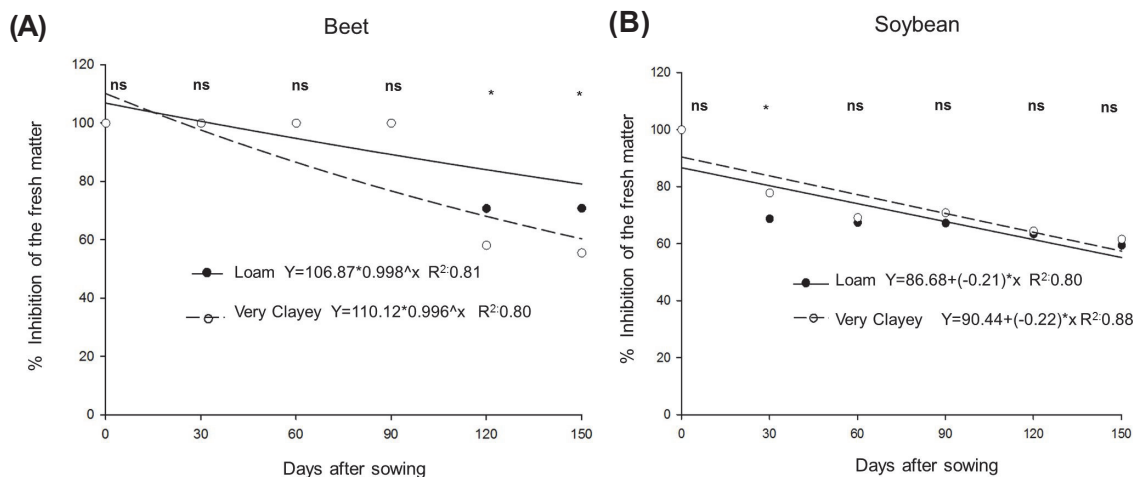 (A)
Beet
% Inhibition of the fresh matter
120
100
80
60
40
20
0
ns ns ns ns * *
Loam Y=106.87*0.998^x R²:0.81
Very Clayey Y=110.12*0.996^x R²:0.80
0 30 60 90 120 150
Days after sowing
(B)
Soybean
% Inhibition of the fresh matter
120
100
80
60
40
20
0
ns * ns ns ns ns
Loam Y=86.68+(-0.21)*x R²:0.80
Very Clayey Y=90.44+(-0.22)*x R²:0.88
0 30 60 90 120 150
Days after sowing